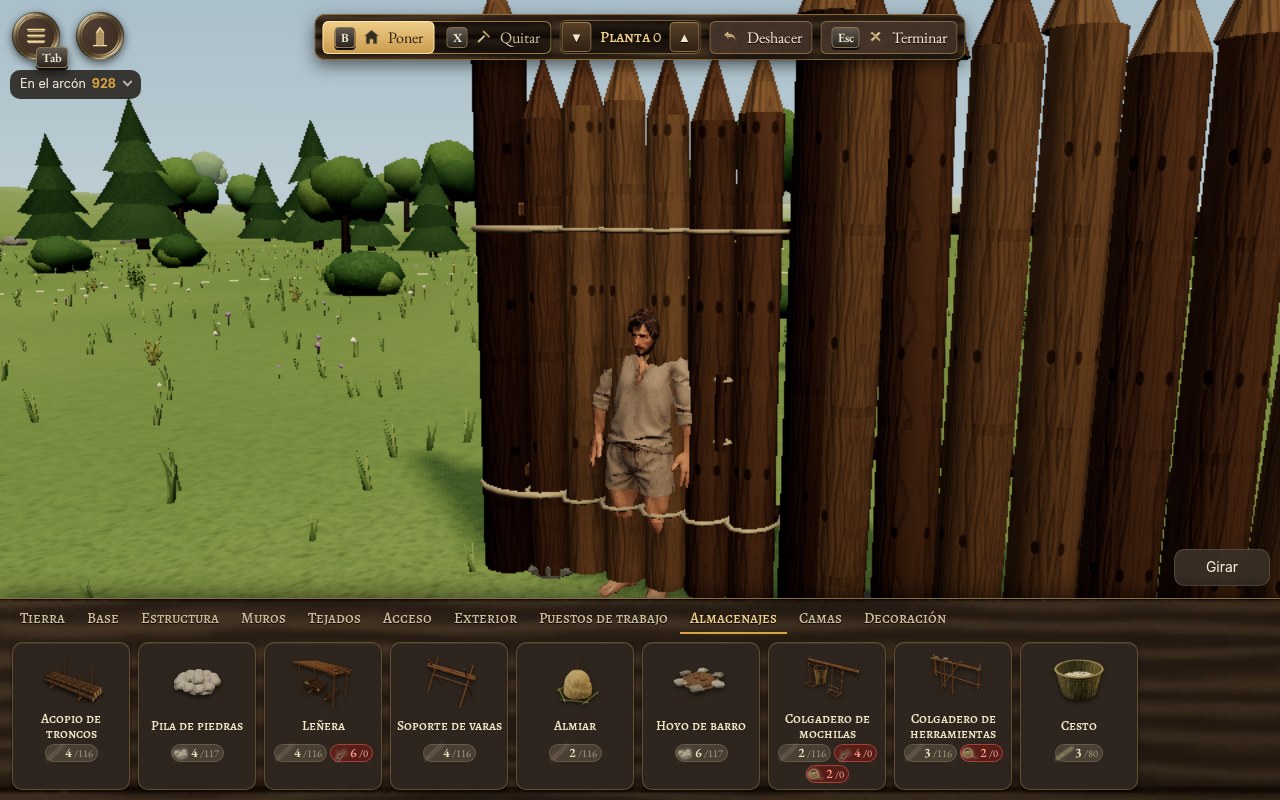 B Poner X Quitar ▼ Planta 0 ▲ Deshacer Esc Terminar
Tab
En el arcón 928
Girar
Tierra Base Estructura Muros Tejados Acceso Exterior Puestos de trabajo Almacenajes Camas Decoración
Acopio de troncos
4/116
Pila de piedras
4/117
Leñera
4/116 6/0
Soporte de varas
4/116
Almiar
2/116
Hoyo de barro
6/117
Colgadero de mochilas
2/116 4/0
2/0
Colgadero de herramientas
3/116 2/0
Cesto
3/80